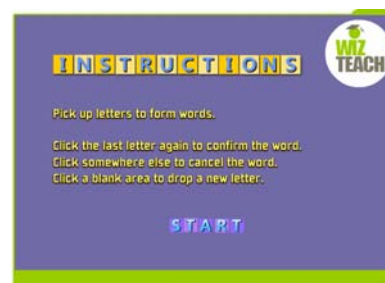 WIZ
TEACH
INSTRUCTIONS
Pick up letters to form words.
Click the last letter again to confirm the word.
Click somewhere else to cancel the word.
Click a blank area to drop a new letter.
START